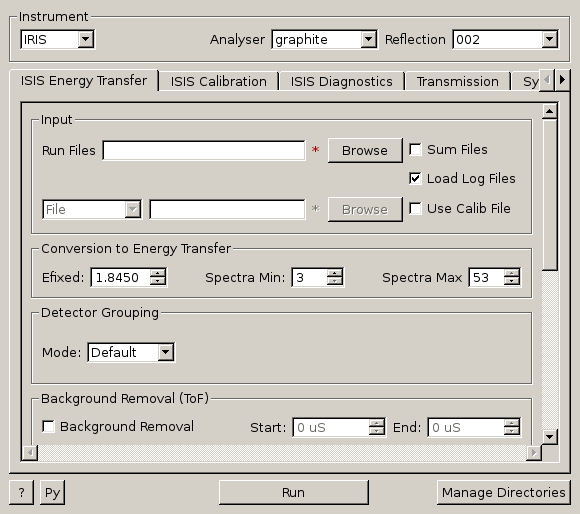 Instrument
IRIS Analyser graphite Reflection 002
ISIS Energy Transfer ISIS Calibration ISIS Diagnostics Transmission Sy
Input
Run Files * Browse Sum Files
Load Log Files
File * Browse Use Calib File
Conversion to Energy Transfer
Efixed: 1.8450 Spectra Min: 3 Spectra Max 53
Detector Grouping
Mode: Default
Background Removal (ToF)
Background Removal Start: 0 uS End: 0 uS
? Py Run Manage Directories